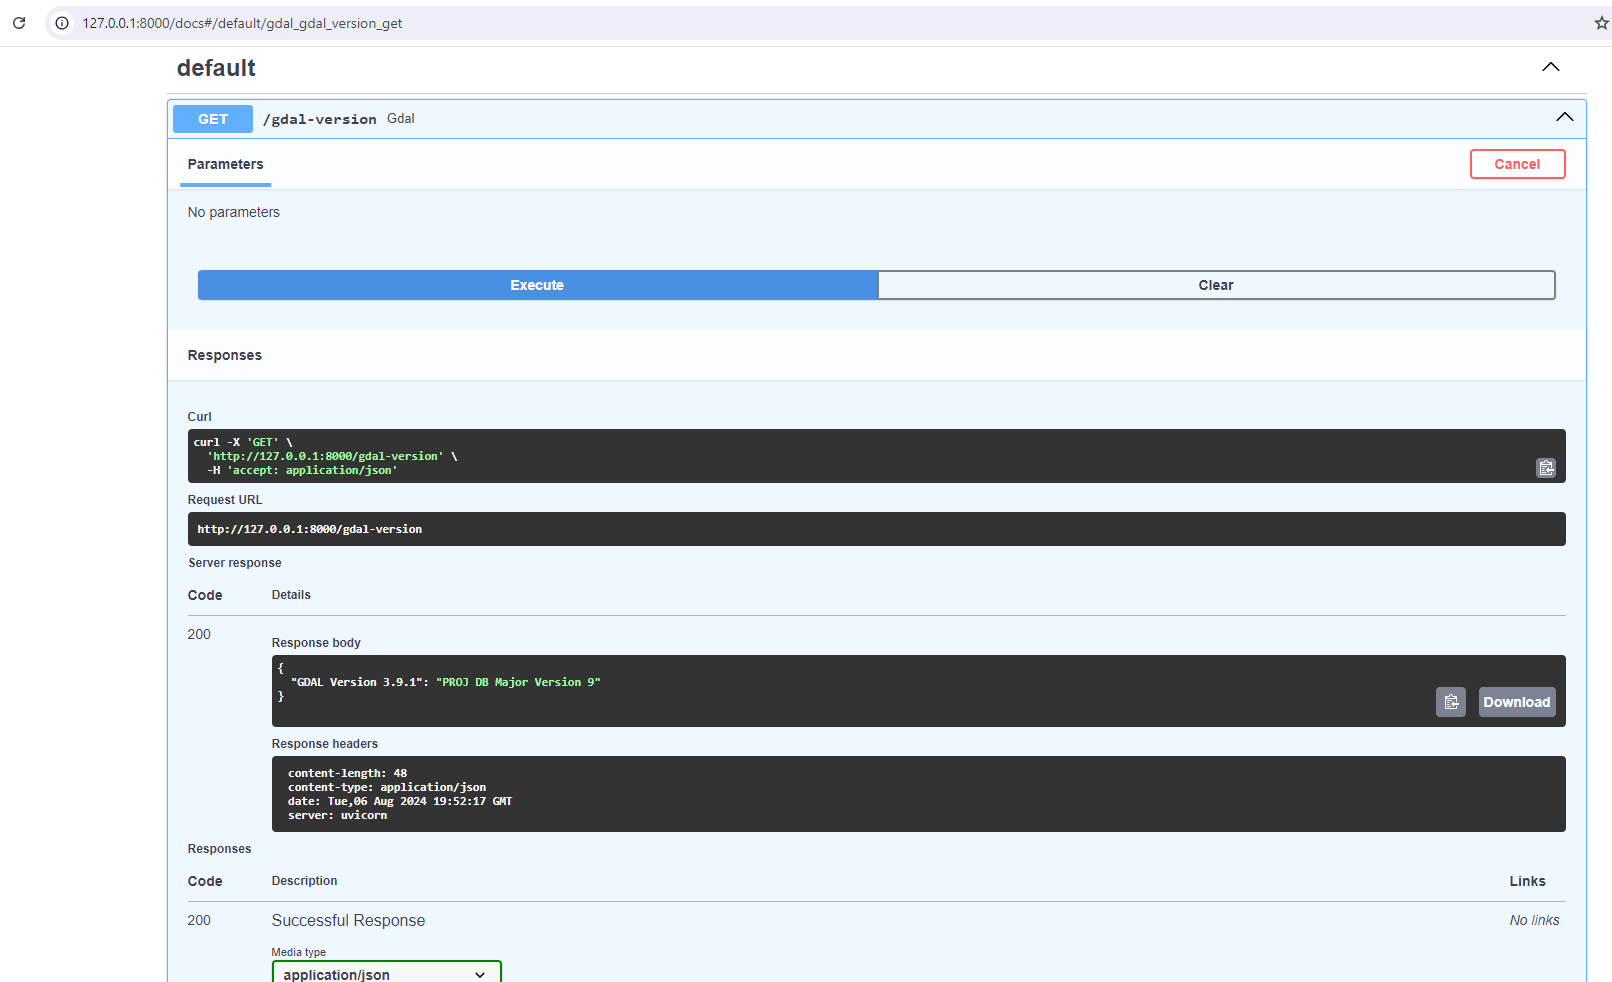 127.0.0.1:8000/docs#/default/gdal_gdal_version_get
default
GET /gdal-version Gdal
Parameters Cancel
No parameters
Execute Clear
Responses
Curl
curl -X 'GET' \
'http://127.0.0.1:8000/gdal-version' \
-H 'accept: application/json'
Request URL
http://127.0.0.1:8000/gdal-version
Server response
Code Details
200
Response body
{
"GDAL Version 3.9.1": "PROJ DB Major Version 9"
}
Download
Response headers
content-length: 48
content-type: application/json
date: Tue,06 Aug 2024 19:52:17 GMT
server: uvicorn
Responses
Code Description Links
200 Successful Response No links
Media type
application/json